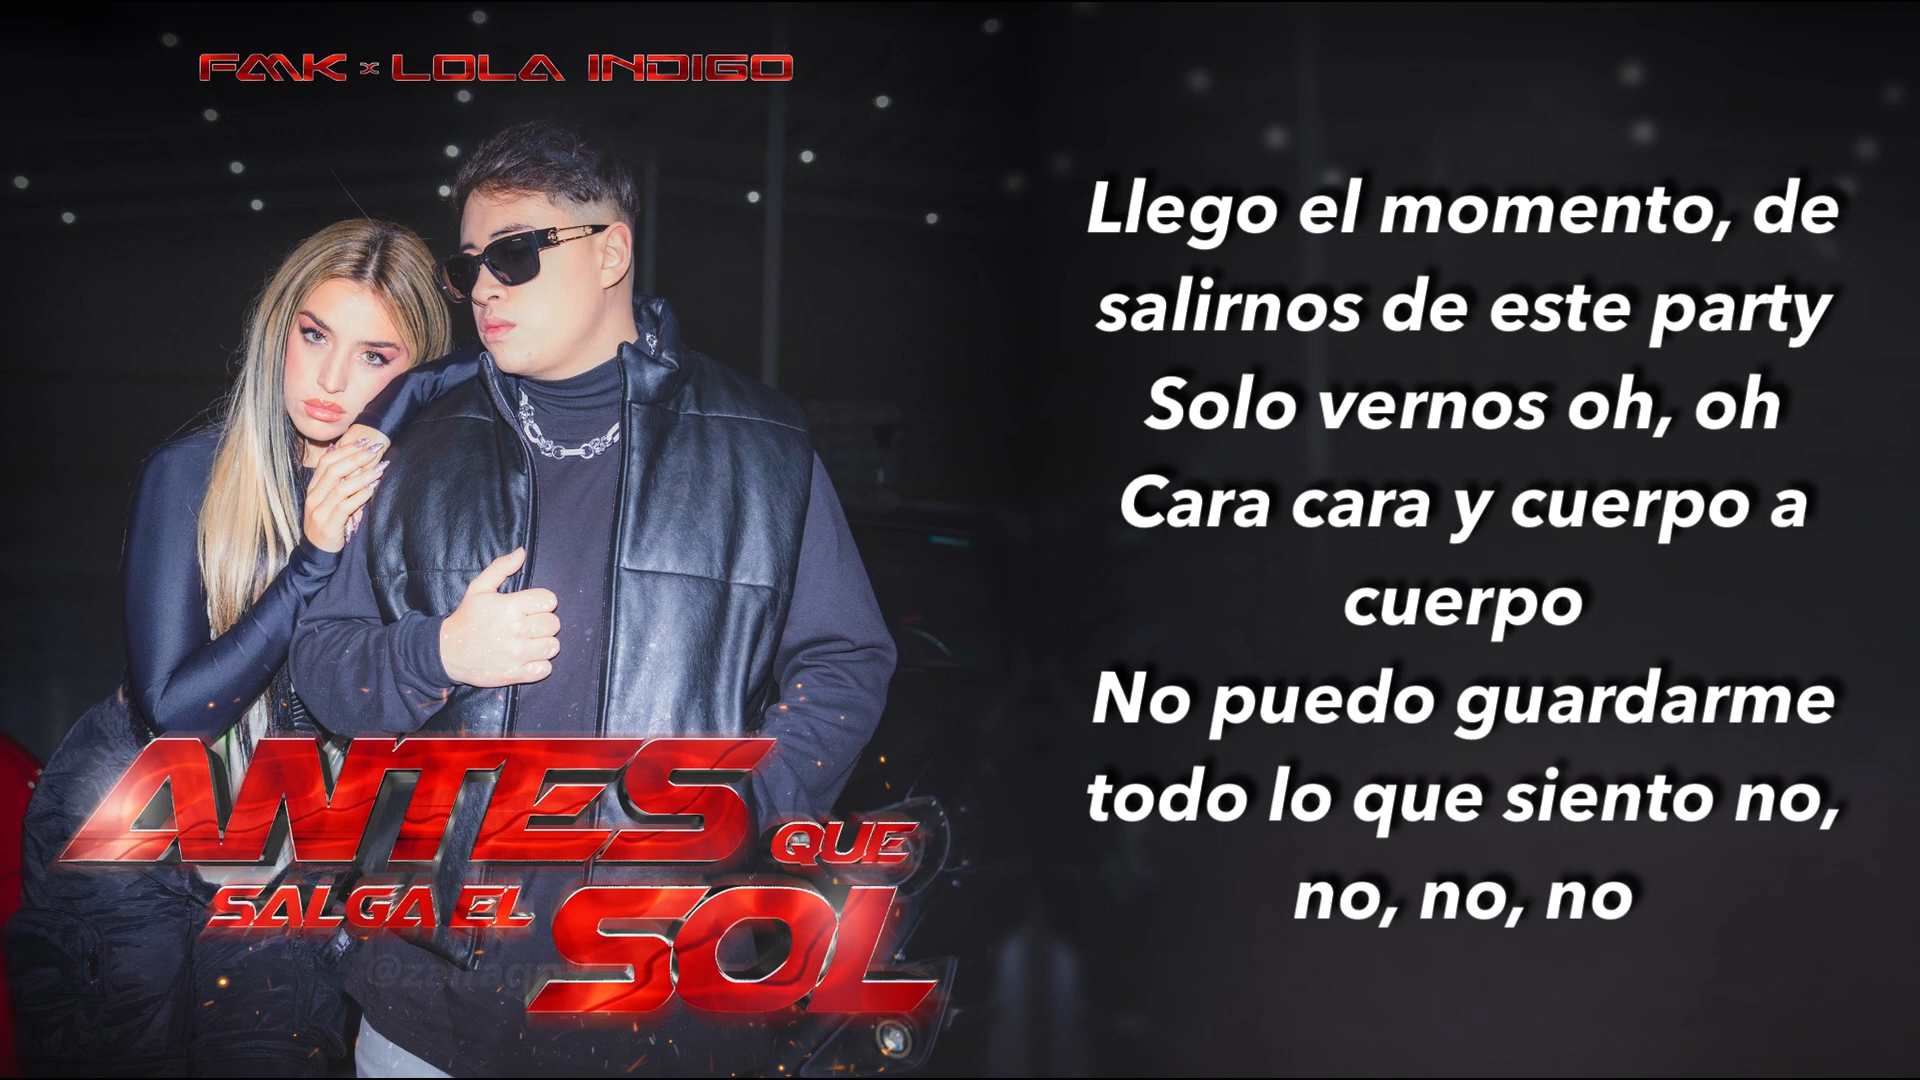 FMK x LOLA INDIGO
ANTES QUE
SALGA EL SOL
Llego el momento, de
salirnos de este party
Solo vernos oh, oh
Cara cara y cuerpo a
cuerpo
No puedo guardarme
todo lo que siento no,
no, no, no